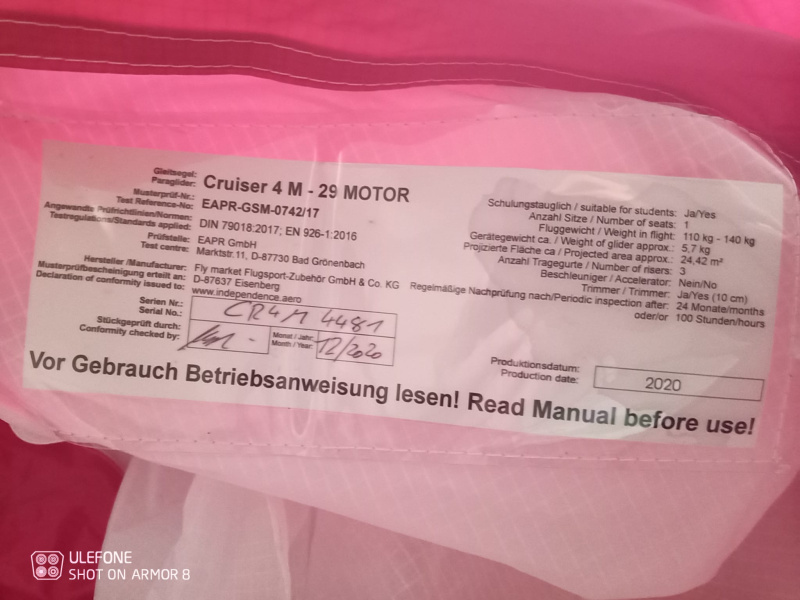 Gleitsegel:
Paraglider: Cruiser 4 M - 29 MOTOR
Musterprüf-Nr.:
Test Reference-No: EAPR-GSM-0742/17
Angewandte Prüfrichtlinien/Normen:
Testregulations/Standards applied: DIN 79018:2017; EN 926-1:2016
Prüfstelle: EAPR GmbH
Test centre: Marktstr.11, D-87730 Bad Grönenbach
Hersteller /Manufacturer: Fly market Flugsport-Zubehör GmbH & Co. KG
Musterprüfbescheinigung erteilt an: D-87637 Eisenberg
Declaration of conformity issued to: www.independence.aero
Serien Nr.:
Serial No.: CR4M 4481
Stückgeprüft durch:
Conformity checked by:
Monat / Jahr:
Month / Year: 12/2020
Schulungstauglich / suitable for students: Ja/Yes
Anzahl Sitze / Number of seats: 1
Fluggewicht / Weight in flight: 110 kg - 140 kg
Gerätegewicht ca. / Weight of glider approx.: 5,7 kg
Projizierte Fläche ca / Projected area approx.: 24,42 m²
Anzahl Tragegurte / Number of risers: 3
Beschleuniger / Accelerator: Nein/No
Trimmer / Trimmer: Ja/Yes (10 cm)
Regelmäßige Nachprüfung nach/Periodic inspection after: 24 Monate/months
oder/or 100 Stunden/hours
Produktionsdatum:
Production date: 2020
Vor Gebrauch Betriebsanweisung lesen! Read Manual before use!
ULEFONE
SHOT ON ARMOR 8